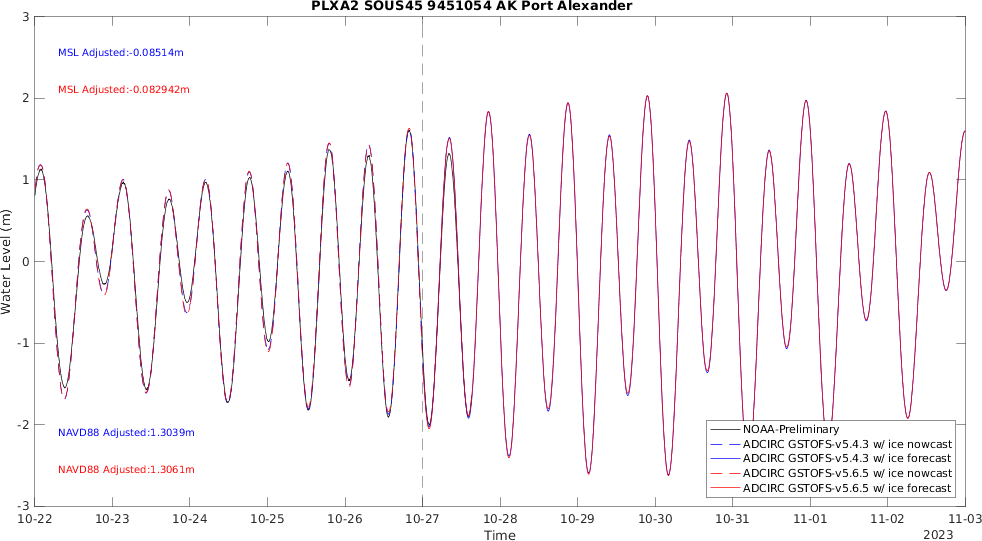 PLXA2 SOUS45 9451054 AK Port Alexander
3
MSL Adjusted:-0.08514m
MSL Adjusted:-0.082942m
2
1
0
Water Level (m)
-1
-2
NAVD88 Adjusted:1.3039m
NAVD88 Adjusted:1.3061m
-3
NOAA-Preliminary
ADCIRC GSTOFS-v5.4.3 w/ ice nowcast
ADCIRC GSTOFS-v5.4.3 w/ ice forecast
ADCIRC GSTOFS-v5.6.5 w/ ice nowcast
ADCIRC GSTOFS-v5.6.5 w/ ice forecast
10-22 10-23 10-24 10-25 10-26 10-27 10-28 10-29 10-30 10-31 11-01 11-02 11-03
Time 2023